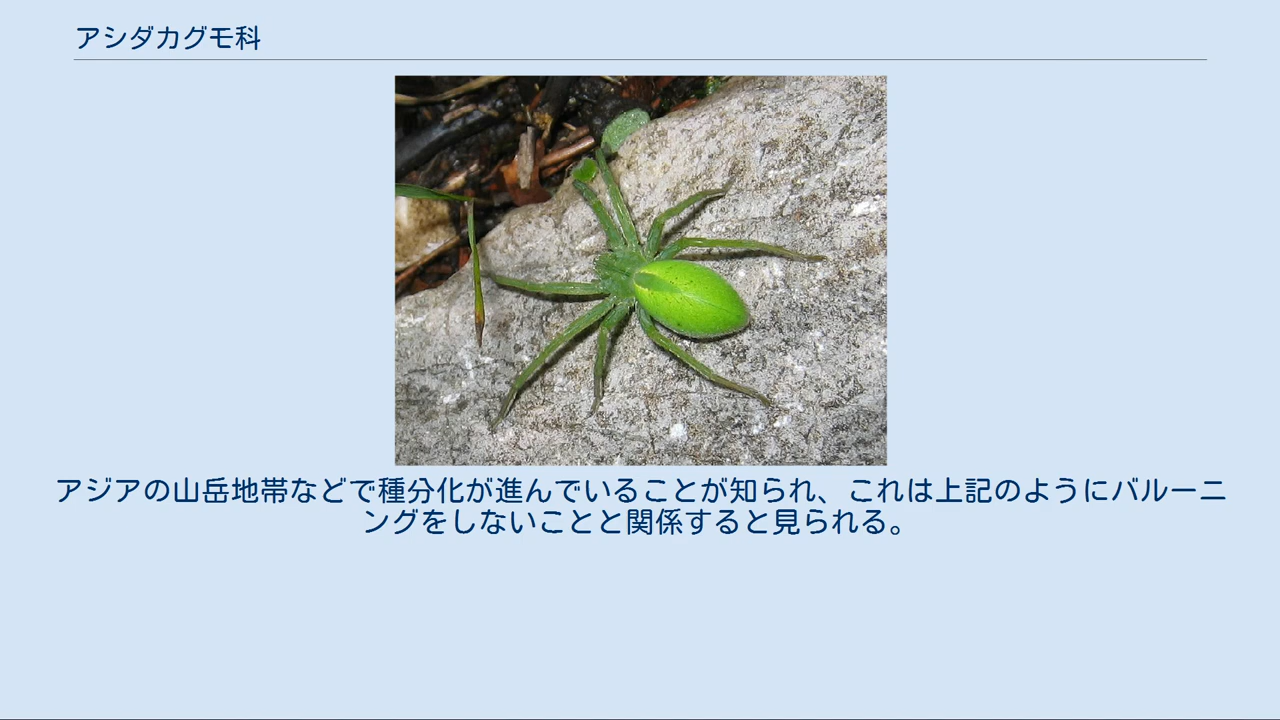 アシダカグモ科
アジアの山岳地帯などで種分化が進んでいることが知られ、これは上記のようにバルーニ
ングをしないことと関係すると見られる。